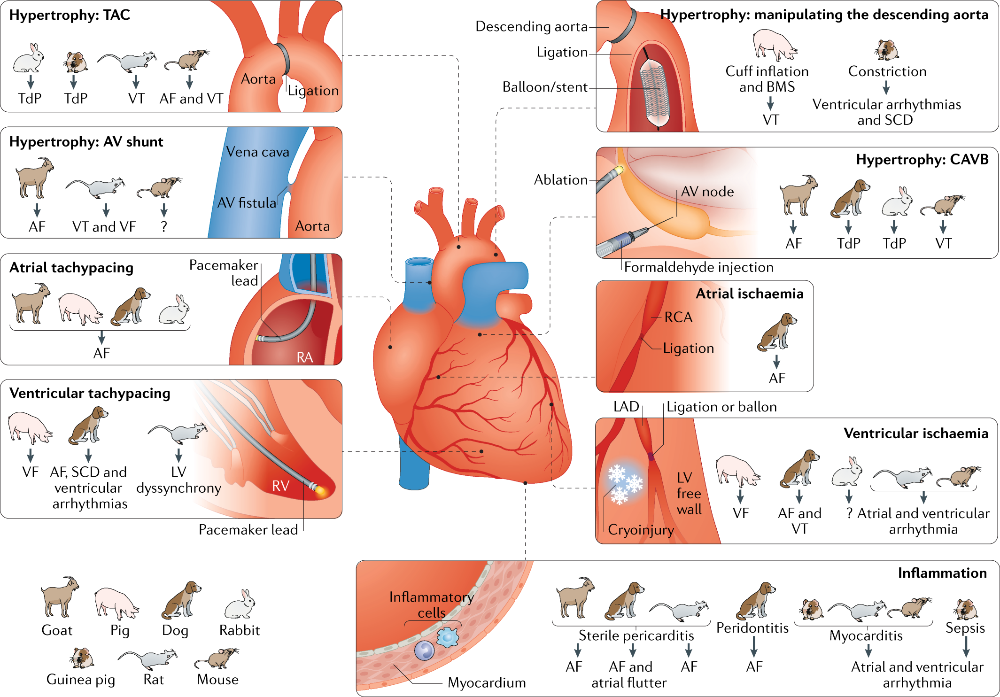 Hypertrophy: TAC
TdP
TdP
VT
AF and VT
Aorta
Ligation
Hypertrophy: AV shunt
AF
VT and VF
?
Vena cava
AV fistula
Aorta
Atrial tachypacing
AF
Pacemaker
lead
RA
Ventricular tachypacing
VF
AF, SCD and
ventricular
arrhythmias
LV
dyssynchrony
RV
Pacemaker lead
Hypertrophy: manipulating the descending aorta
Descending aorta
Ligation
Balloon/stent
Cuff inflation
and BMS
VT
Constriction
Ventricular arrhythmias
and SCD
Hypertrophy: CAVB
Ablation
AV node
Formaldehyde injection
AF
TdP
TdP
VT
Atrial ischaemia
RCA
Ligation
AF
LAD
Ligation or ballon
Ventricular ischaemia
LV
free
wall
Cryoinjury
VF
AF and
VT
?
Atrial and ventricular
arrhythmia
Inflammation
Inflammatory
cells
Myocardium
Sterile pericarditis
AF
AF and
atrial flutter
AF
Peridontitis
AF
Myocarditis
Sepsis
Atrial and ventricular
arrhythmia
Goat
Pig
Dog
Rabbit
Guinea pig
Rat
Mouse